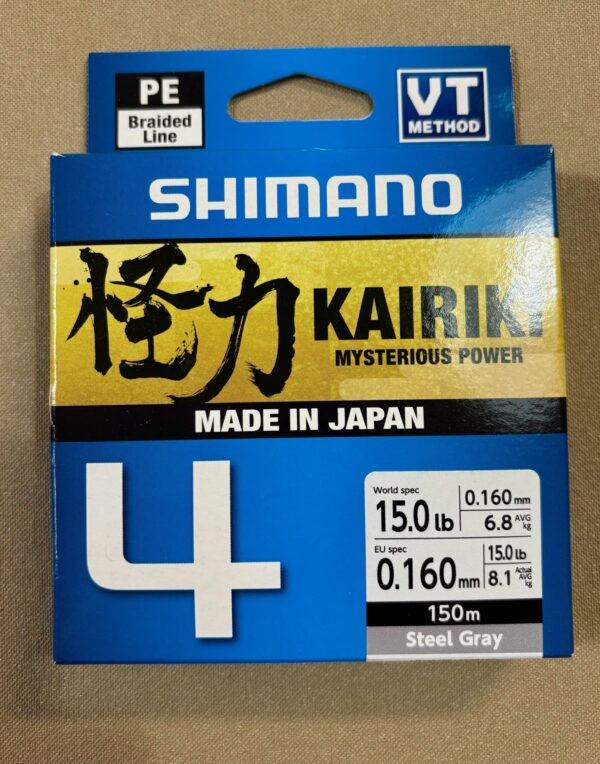 PE
Braided
Line
VT
METHOD
SHIMANO
怪力 KAIRIKI
MYSTERIOUS POWER
MADE IN JAPAN
4
World spec
15.0 lb
0.160 mm
6.8 AVG kg
EU spec
0.160 mm
15.0 lb
8.1 Actual AVG kg
150m
Steel Gray